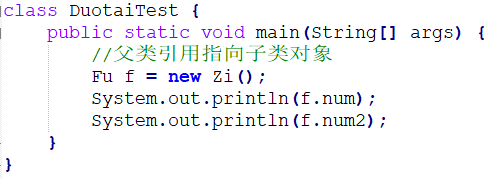 class DuotaiTest {
    public static void main(String[] args) {
        //父类引用指向子类对象
        Fu f = new Zi();
        System.out.println(f.num);
        System.out.println(f.num2);
    }
}